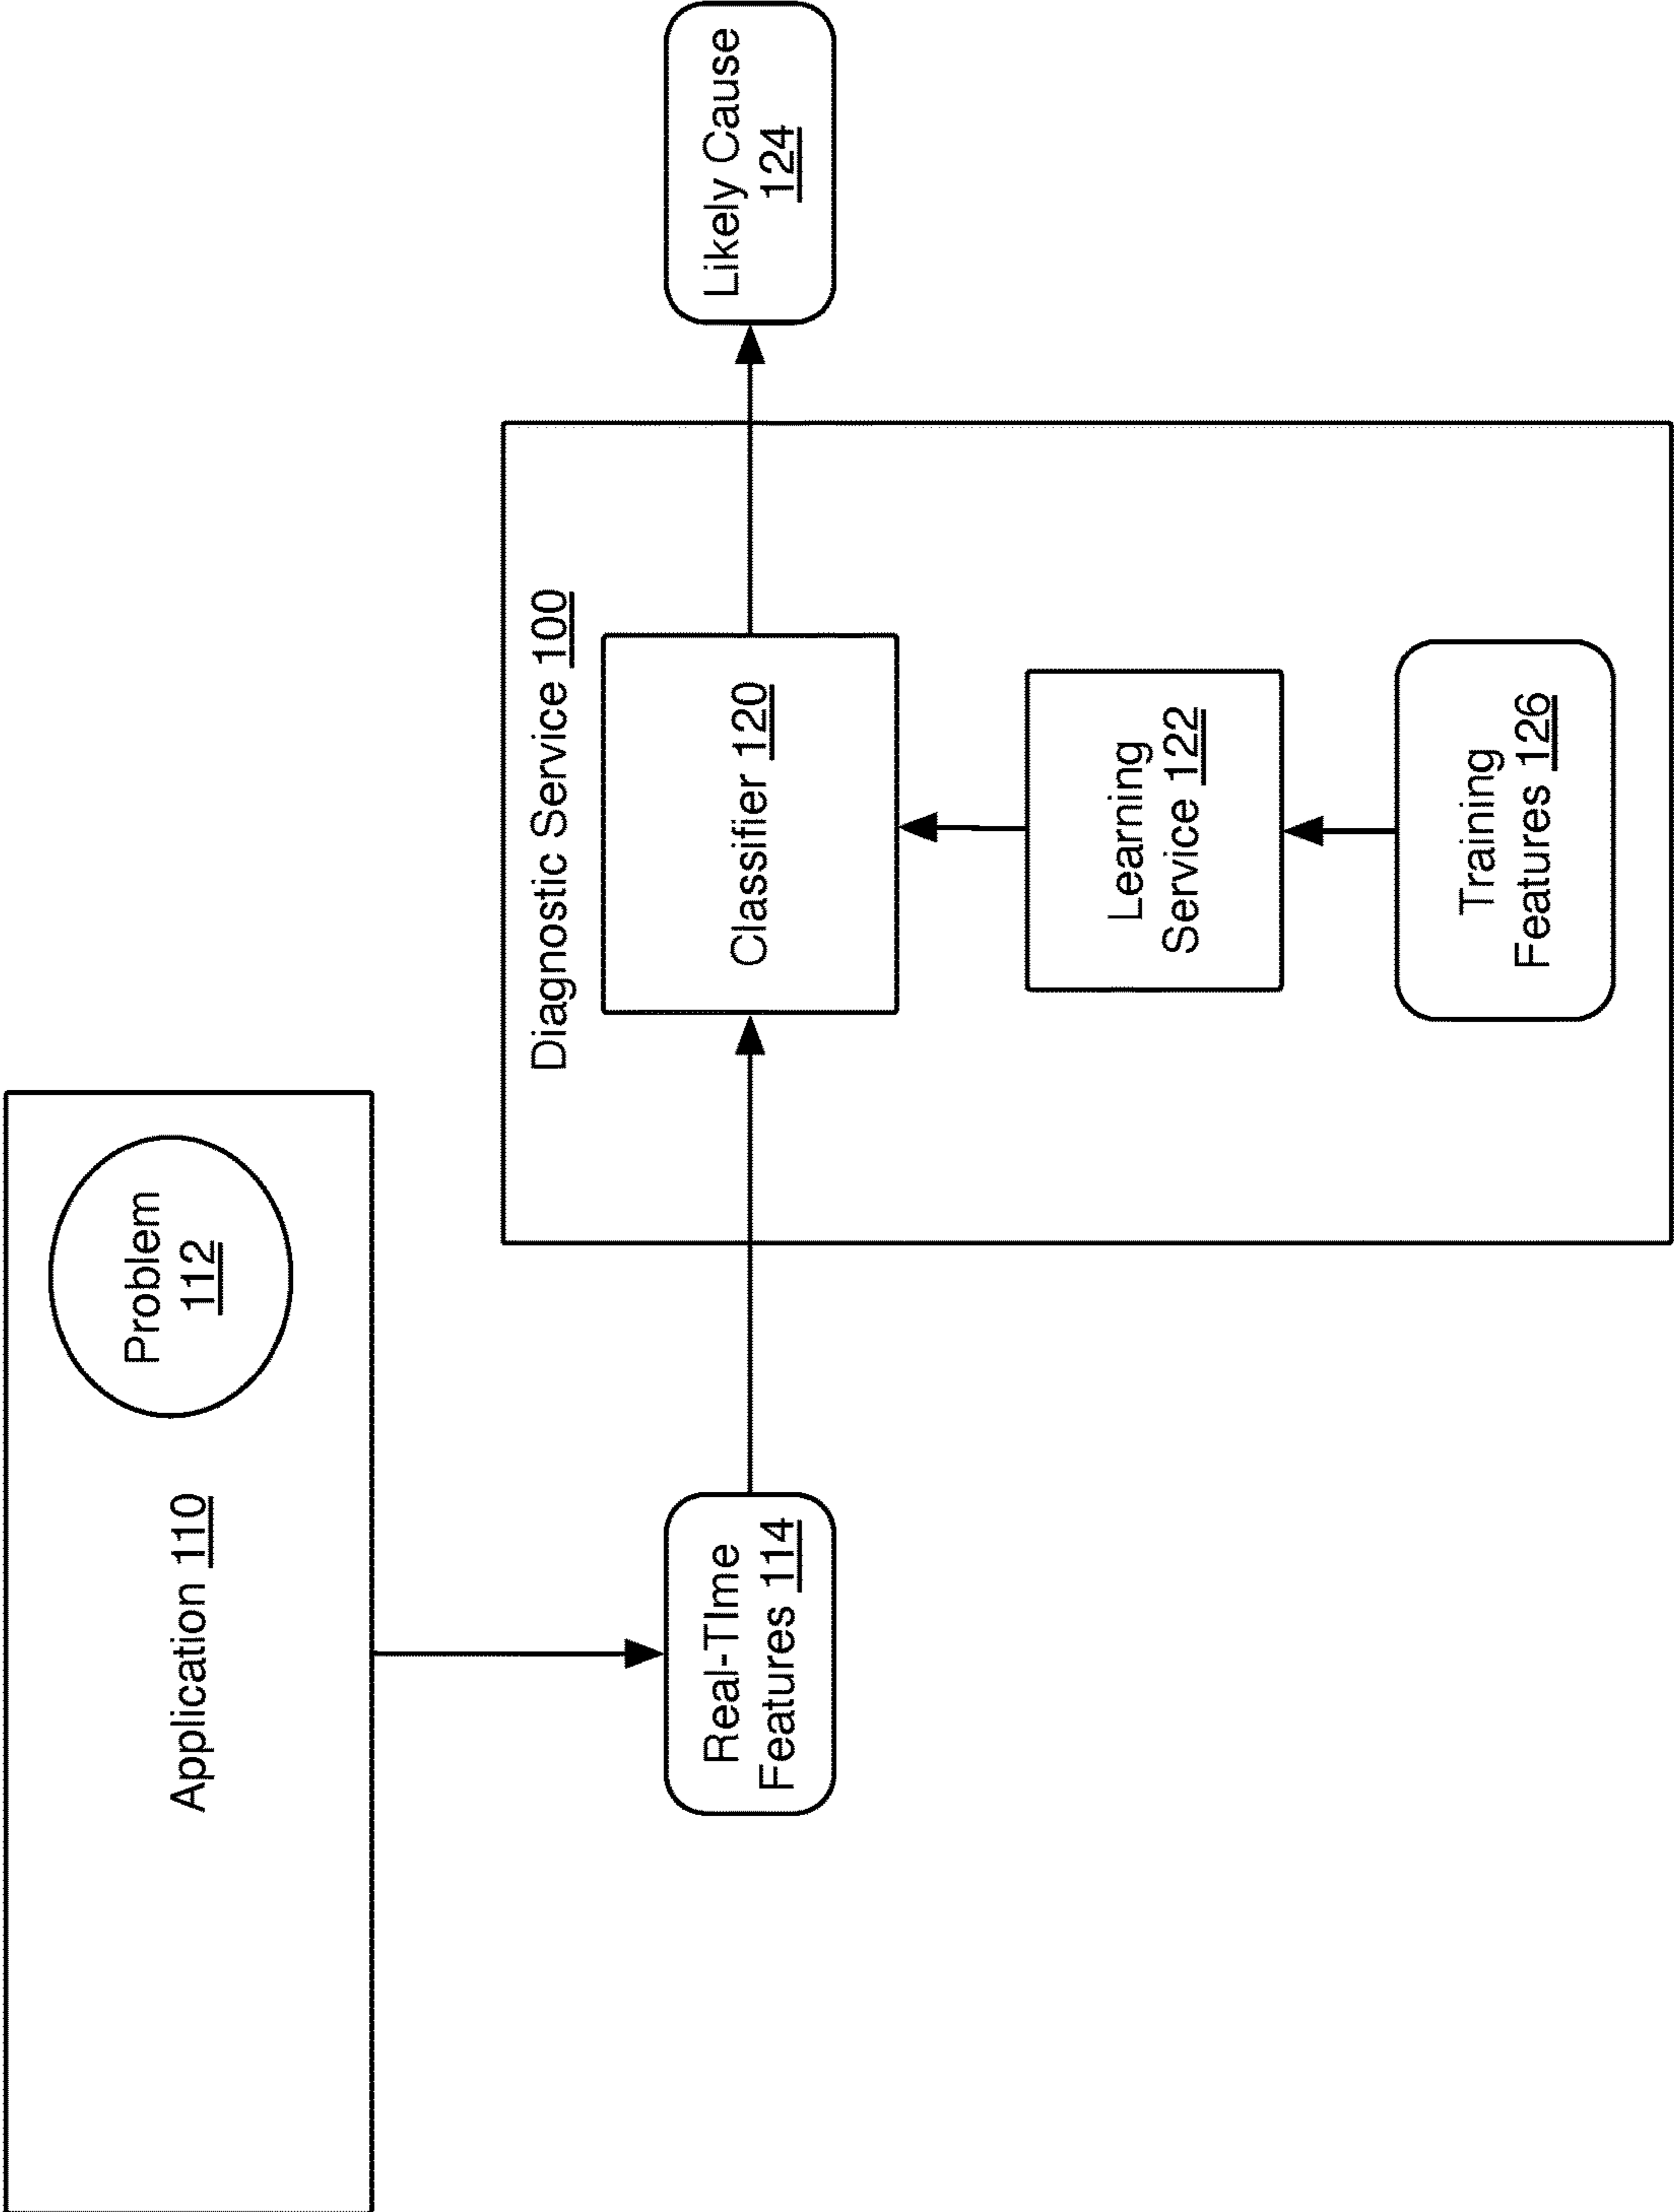 Application 110
Problem
112
Real-TIme
Features 114
Diagnostic Service 100
Classifier 120
Learning
Service 122
Training
Features 126
Likely Cause
124